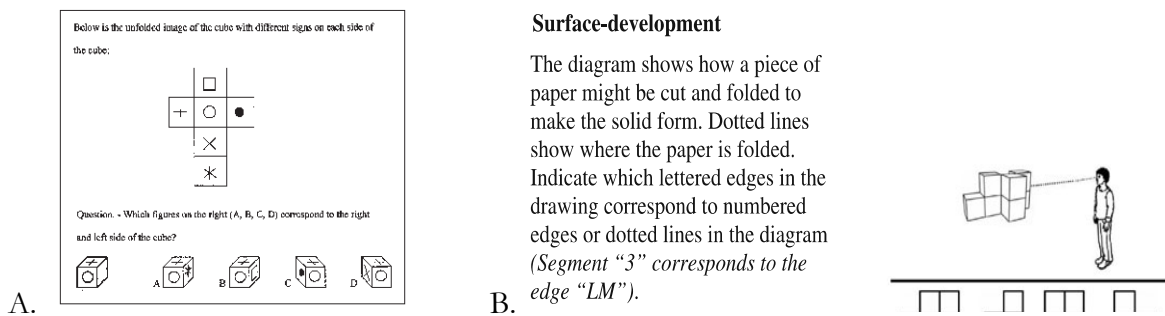 Below is the unfolded image of the cube with different signs on each side of
the cube:
Question. - Which figures on the right (A, B, C, D) correspond to the right
and left side of the cube?
A B C D
A.
B.
Surface-development
The diagram shows how a piece of
paper might be cut and folded to
make the solid form. Dotted lines
show where the paper is folded.
Indicate which lettered edges in the
drawing correspond to numbered
edges or dotted lines in the diagram
(Segment “3” corresponds to the
edge “LM”).